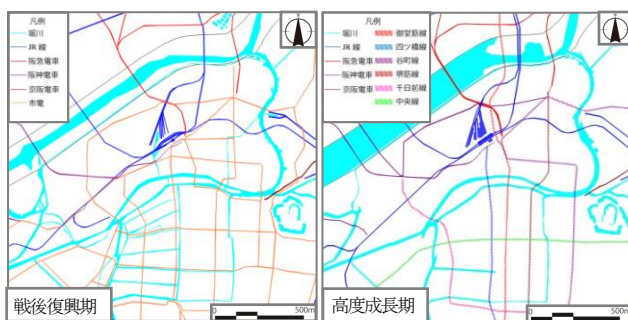 凡例
堀川
JR線
阪急電車
阪神電車
京阪電車
市電
戦後復興期
0
500m
凡例
堀川
JR線
阪急電車
阪神電車
京阪電車
御堂筋線
四ツ橋線
谷町線
堺筋線
千日前線
中央線
高度成長期
0
500m